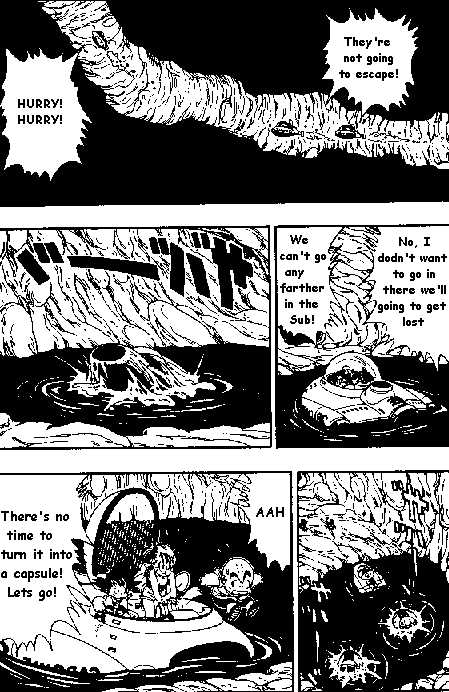 They're
not going
to escape!
HURRY!
HURRY!
No, I
dodn't want
to go in
there we'll
going to get
lost
We
can't go
any
farther
in the
Sub!
AAH
There's no
time to
turn it into
a capsule!
Lets go!